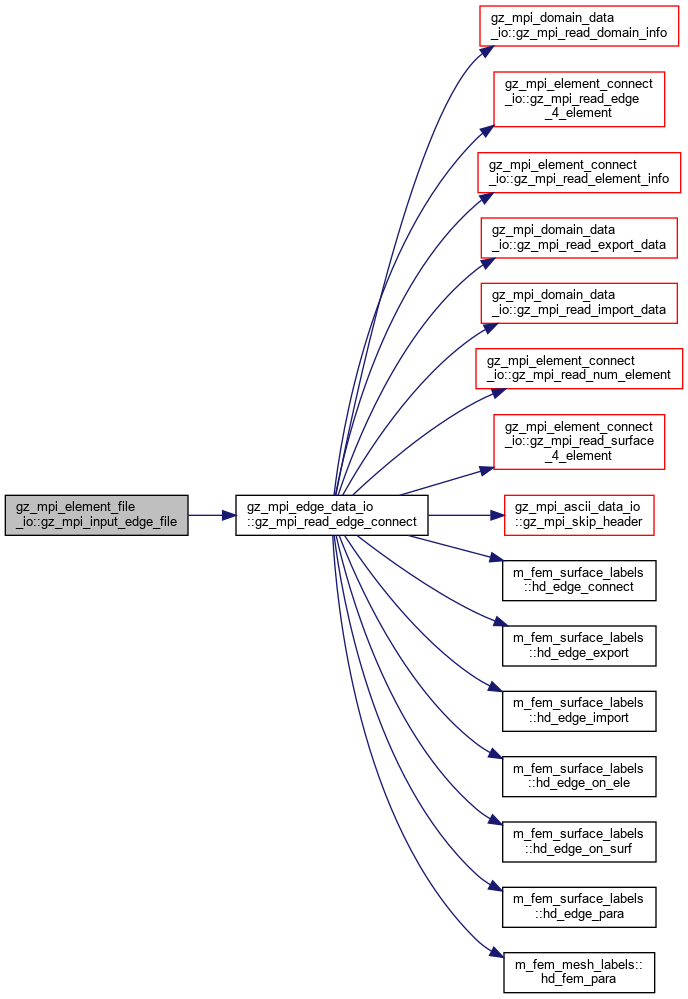 gz_mpi_domain_data
_io::gz_mpi_read_domain_info
gz_mpi_element_connect
_io::gz_mpi_read_edge
_4_element
gz_mpi_element_connect
_io::gz_mpi_read_element_info
gz_mpi_domain_data
_io::gz_mpi_read_export_data
gz_mpi_domain_data
_io::gz_mpi_read_import_data
gz_mpi_element_connect
_io::gz_mpi_read_num_element
gz_mpi_element_connect
_io::gz_mpi_read_surface
_4_element
gz_mpi_element_file
_io::gz_mpi_input_edge_file
gz_mpi_edge_data_io
::gz_mpi_read_edge_connect
gz_mpi_ascii_data_io
::gz_mpi_skip_header
m_fem_surface_labels
::hd_edge_connect
m_fem_surface_labels
::hd_edge_export
m_fem_surface_labels
::hd_edge_import
m_fem_surface_labels
::hd_edge_on_ele
m_fem_surface_labels
::hd_edge_on_surf
m_fem_surface_labels
::hd_edge_para
m_fem_mesh_labels::
hd_fem_para